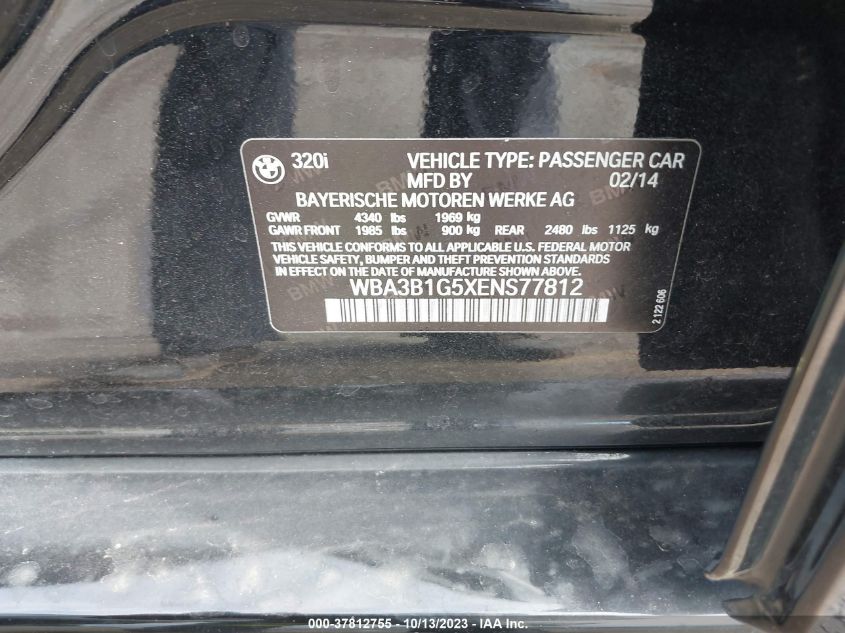 320i VEHICLE TYPE: PASSENGER CAR
MFD BY 02/14
BAYERISCHE MOTOREN WERKE AG
GVWR 4340 lbs 1969 kg
GAWR FRONT 1985 lbs 900 kg REAR 2480 lbs 1125 kg
THIS VEHICLE CONFORMS TO ALL APPLICABLE U.S. FEDERAL MOTOR
VEHICLE SAFETY, BUMPER AND THEFT PREVENTION STANDARDS
IN EFFECT ON THE DATE OF MANUFACTURE SHOWN ABOVE.
WBA3B1G5XENS77812
2 122 606
000-37812755 - 10/13/2023 - IAA Inc.